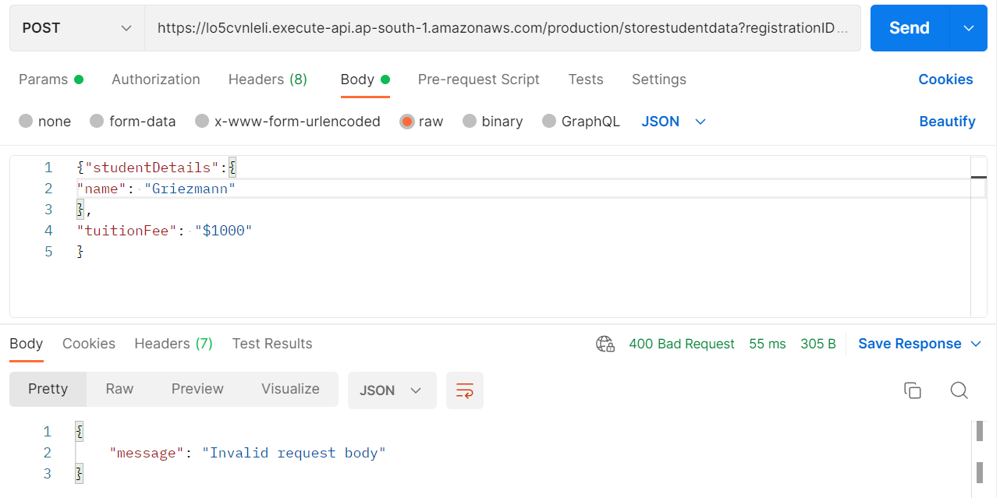 POST https://lo5cvnleli.execute-api.ap-south-1.amazonaws.com/production/storestudentdata?registrationID... Send
Params Authorization Headers (8) Body Pre-request Script Tests Settings Cookies
none form-data x-www-form-urlencoded raw binary GraphQL JSON Beautify
1 {"studentDetails":{
2 "name": "Griezmann"
3 },
4 "tuitionFee": "$1000"
5 }
Body Cookies Headers (7) Test Results 400 Bad Request 55 ms 305 B Save Response
Pretty Raw Preview Visualize JSON
1 {
2 "message": "Invalid request body"
3 }